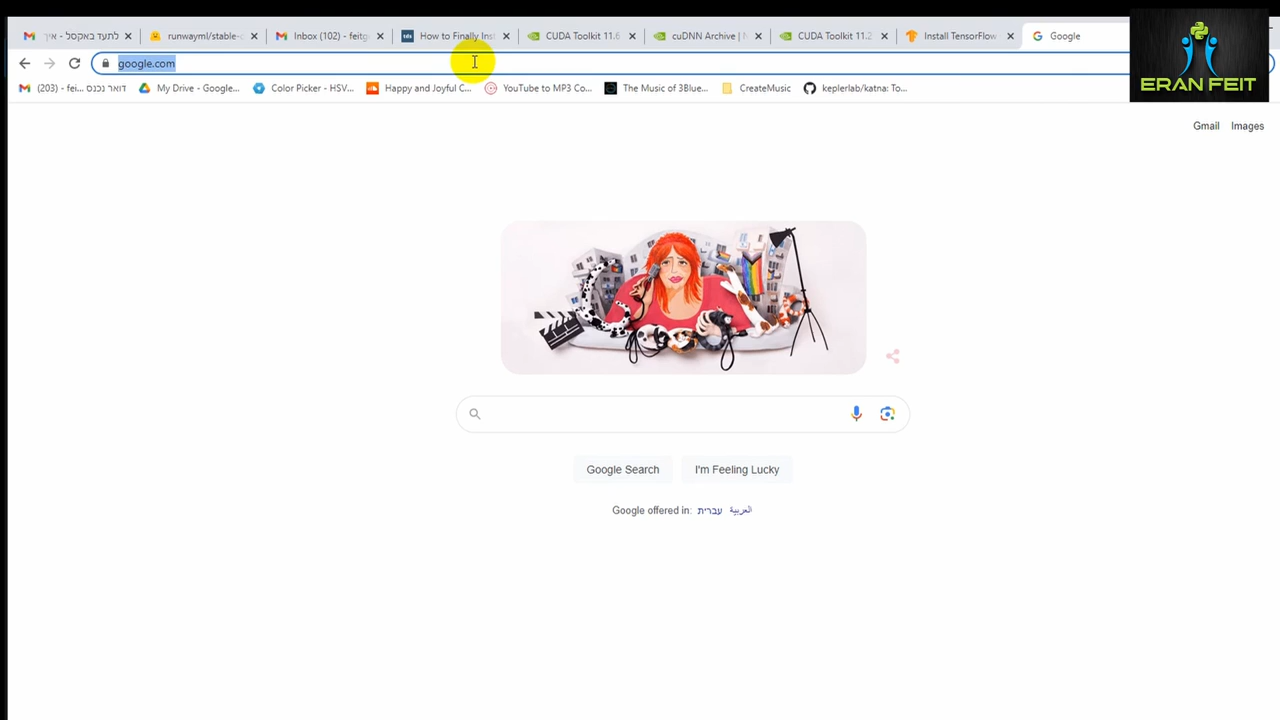 לתעד באקסל - איך
runwayml/stable-c
Inbox (102) - feitg
How to Finally Inst
CUDA Toolkit 11.6
cuDNN Archive | N
CUDA Toolkit 11.2
Install TensorFlow
Google
google.com
(203) - fei... דואר נכנס
My Drive - Google...
Color Picker - HSV...
Happy and Joyful C...
YouTube to MP3 Co...
The Music of 3Blue...
CreateMusic
keplerlab/katna: To...
ERAN FEIT
Gmail
Images
Google Search
I'm Feeling Lucky
Google offered in: עברית العربية